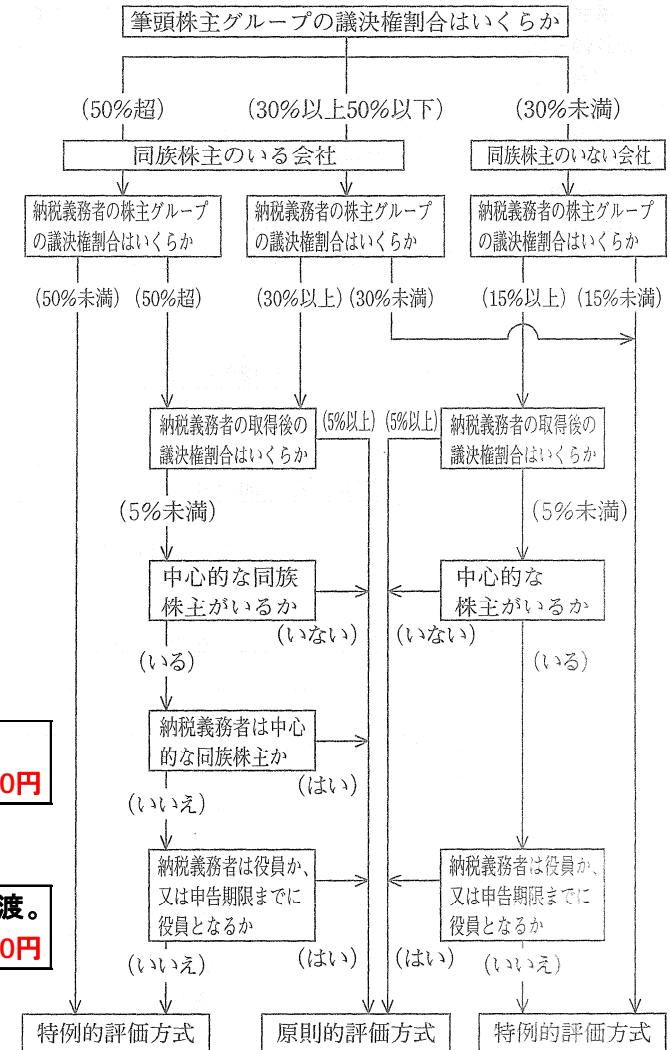 筆頭株主グループの議決権割合はいくらか
(50%超)
(30%以上50%以下)
(30%未満)
同族株主のいる会社
同族株主のいない会社
納税義務者の株主グループ
の議決権割合はいくらか
納税義務者の株主グループ
の議決権割合はいくらか
納税義務者の株主グループ
の議決権割合はいくらか
(50%未満)
(50%超)
(30%以上)
(30%未満)
(15%以上)
(15%未満)
納税義務者の取得後の
議決権割合はいくらか
(5%以上)
(5%以上)
納税義務者の取得後の
議決権割合はいくらか
(5%未満)
(5%未満)
中心的な同族
株主がいるか
中心的な
株主がいるか
(いない)
(いない)
(いる)
(いる)
納税義務者は中心
的な同族株主か
0円
(はい)
(いいえ)
納税義務者は役員か、
又は申告期限までに
役員となるか
納税義務者は役員か、
又は申告期限までに
役員となるか
渡。
0円
(いいえ)
(はい)
(はい)
(いいえ)
特例的評価方式
原則的評価方式
特例的評価方式